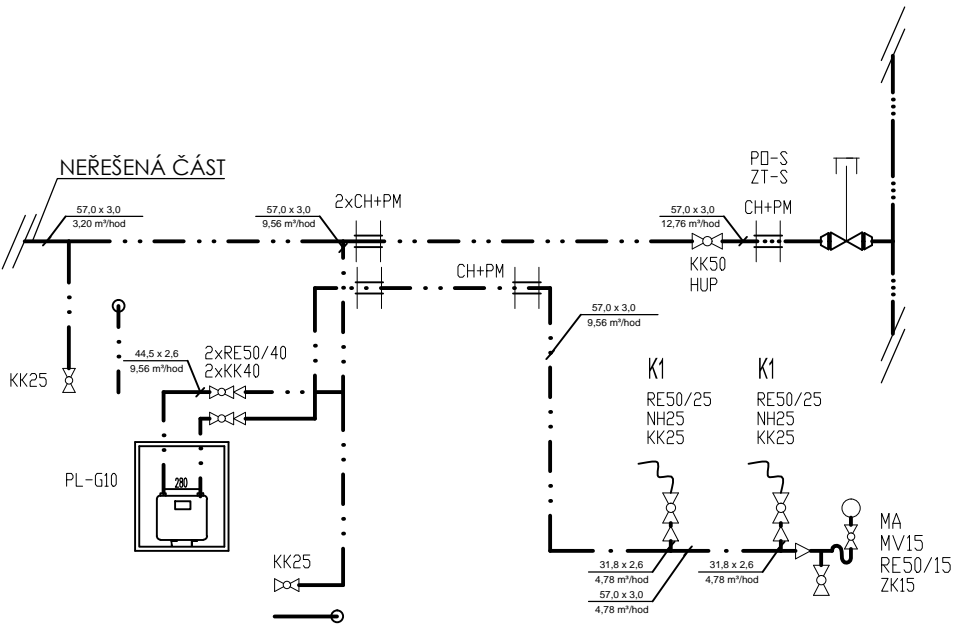 NEŘEŠENÁ ČÁST
57,0 x 3,0
3,20 m³/hod
57,0 x 3,0
9,56 m³/hod
2xCH+PM
57,0 x 3,0
12,76 m³/hod
PO-S
ZT-S
CH+PM
KK50
HUP
CH+PM
57,0 x 3,0
9,56 m³/hod
KK25
44,5 x 2,6
9,56 m³/hod
2xRE50/40
2xKK40
K1
RE50/25
NH25
KK25
K1
RE50/25
NH25
KK25
PL-G10
280
KK25
31,8 x 2,6
4,78 m³/hod
57,0 x 3,0
4,78 m³/hod
31,8 x 2,6
4,78 m³/hod
MA
MV15
RE50/15
ZK15